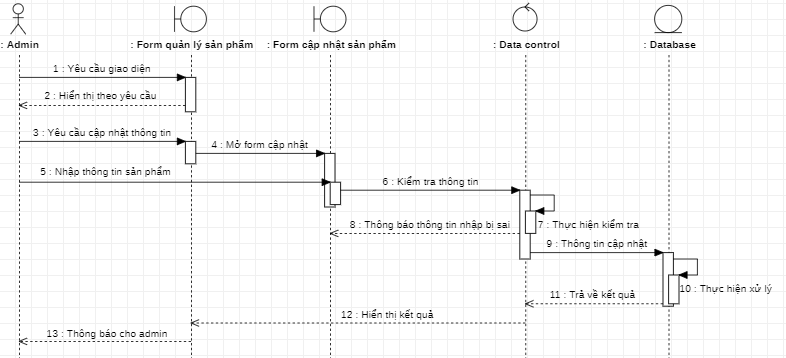 : Admin
: Form quản lý sản phẩm
: Form cập nhật sản phẩm
: Data control
: Database
1 : Yêu cầu giao diện
2 : Hiển thị theo yêu cầu
3 : Yêu cầu cập nhật thông tin
4 : Mở form cập nhật
5 : Nhập thông tin sản phẩm
6 : Kiểm tra thông tin
7 : Thực hiện kiểm tra
8 : Thông báo thông tin nhập bị sai
9 : Thông tin cập nhật
10 : Thực hiện xử lý
11 : Trả về kết quả
12 : Hiển thị kết quả
13 : Thông báo cho admin